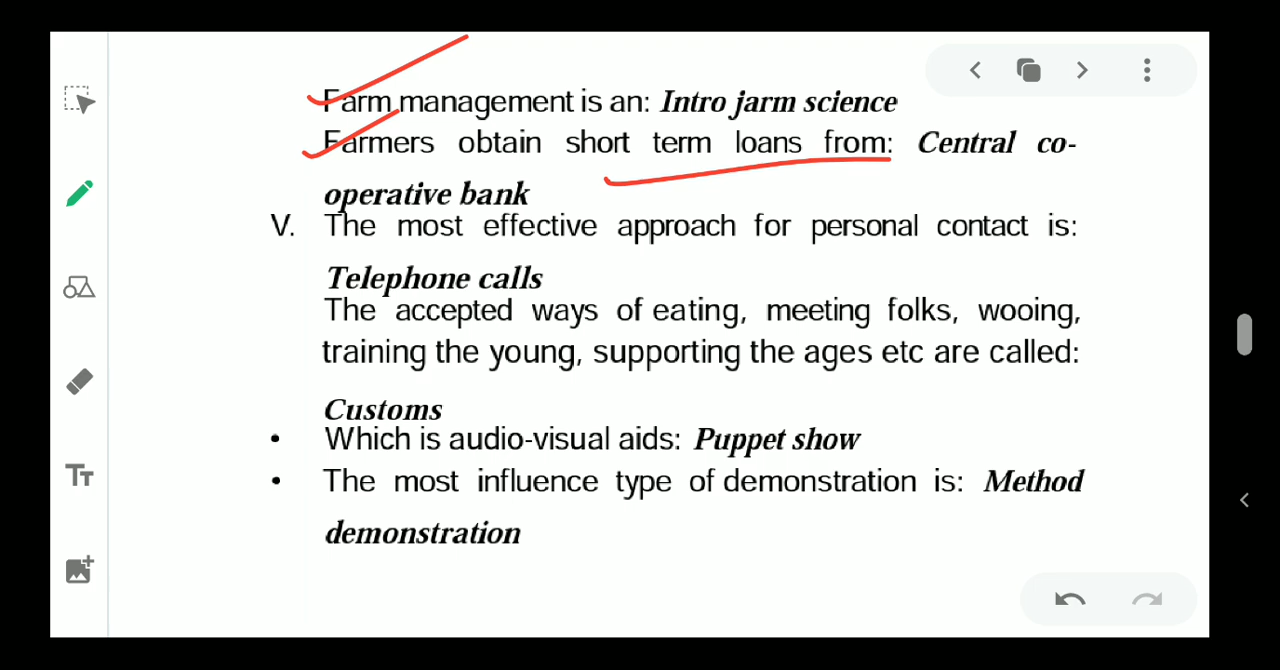 Farm management is an: Intro jarm science
Farmers obtain short term loans from: Central co-
operative bank
V. The most effective approach for personal contact is:
Telephone calls
The accepted ways of eating, meeting folks, wooing,
training the young, supporting the ages etc are called:
Customs
• Which is audio-visual aids: Puppet show
• The most influence type of demonstration is: Method
demonstration
Tт